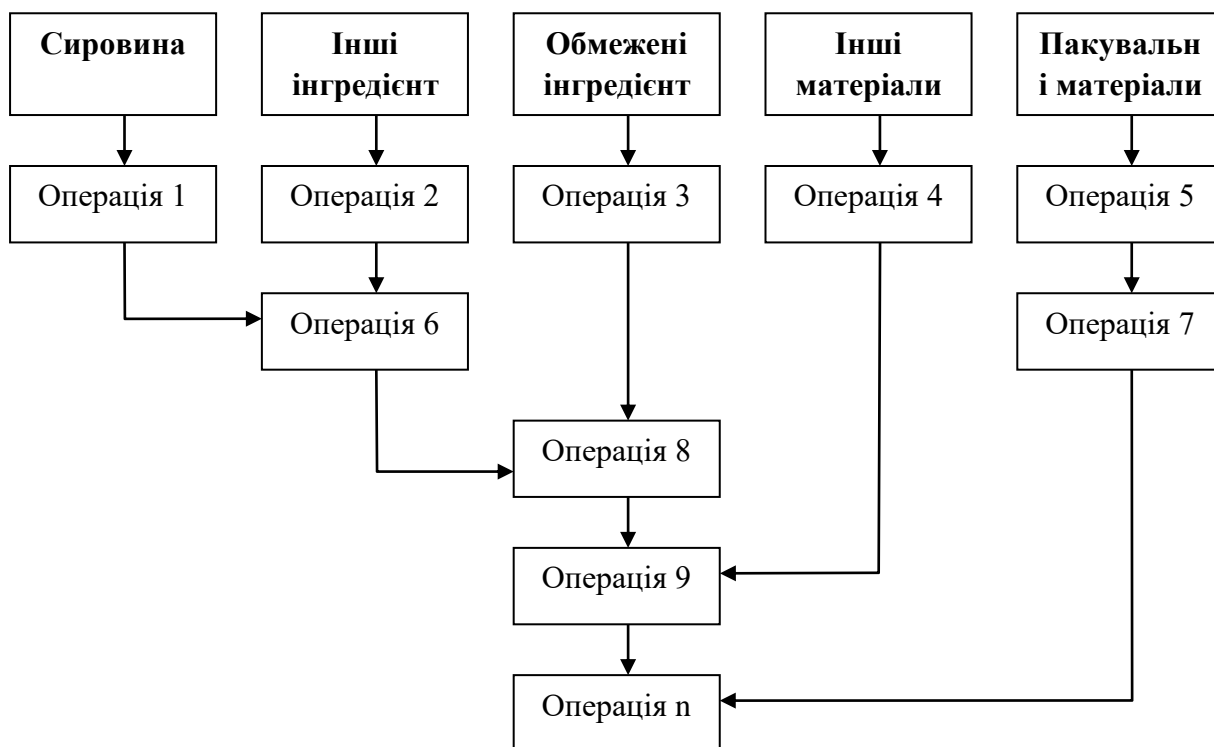 Сировина
Інші
інгредієнт
Обмежені
інгредієнт
Інші
матеріали
Пакувальн
і матеріали
Операція 1
Операція 2
Операція 3
Операція 4
Операція 5
Операція 6
Операція 7
Операція 8
Операція 9
Операція n